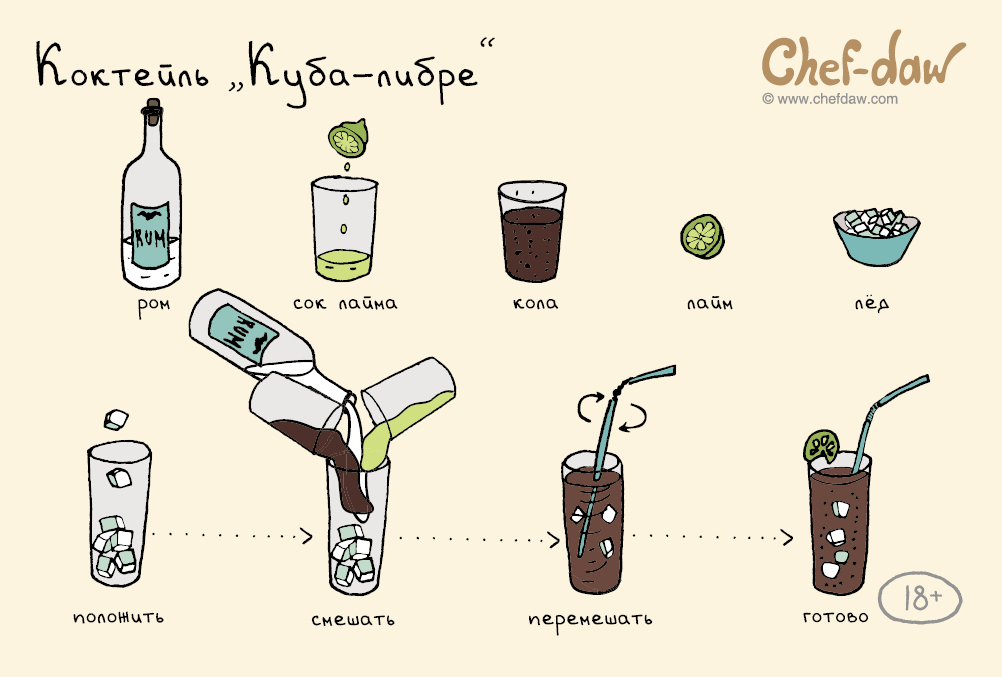 Коктейль „Куба-либре“
Chef-daw
© www.chefdaw.com
RUM
ром
сок лайма
кола
лайм
лёд
RUM
положить
смешать
перемешать
готово
18+